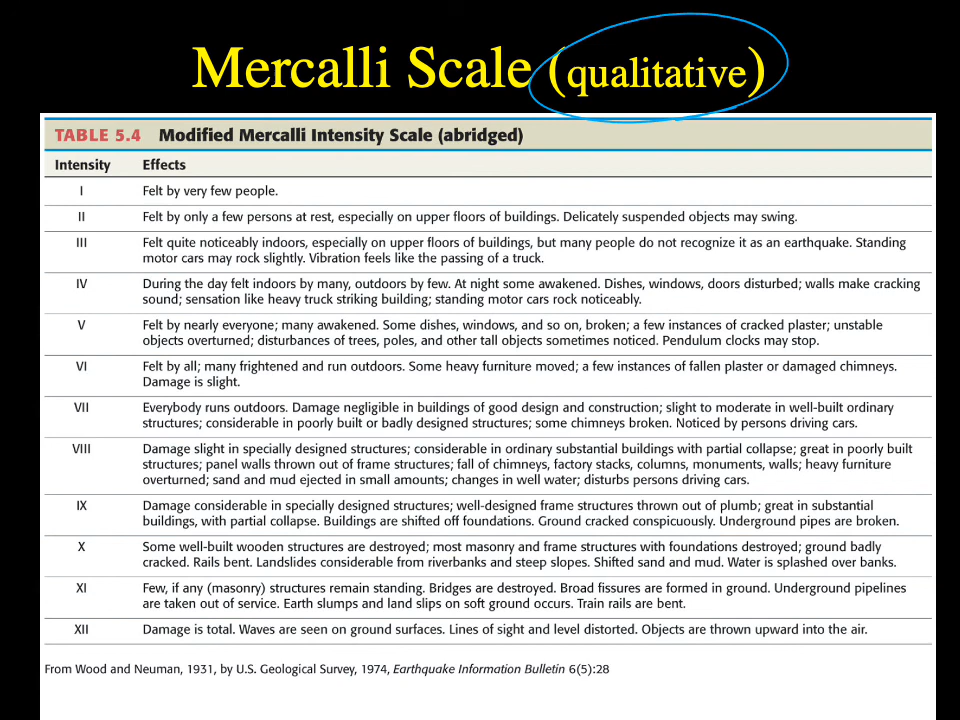 Mercalli Scale (qualitative)
TABLE 5.4 Modified Mercalli Intensity Scale (abridged)
Intensity Effects
I Felt by very few people.
II Felt by only a few persons at rest, especially on upper floors of buildings. Delicately suspended objects may swing.
III Felt quite noticeably indoors, especially on upper floors of buildings, but many people do not recognize it as an earthquake. Standing
motor cars may rock slightly. Vibration feels like the passing of a truck.
IV During the day felt indoors by many, outdoors by few. At night some awakened. Dishes, windows, doors disturbed; walls make cracking
sound; sensation like heavy truck striking building; standing motor cars rock noticeably.
V Felt by nearly everyone; many awakened. Some dishes, windows, and so on, broken; a few instances of cracked plaster; unstable
objects overturned; disturbances of trees, poles, and other tall objects sometimes noticed. Pendulum clocks may stop.
VI Felt by all; many frightened and run outdoors. Some heavy furniture moved; a few instances of fallen plaster or damaged chimneys.
Damage is slight.
VII Everybody runs outdoors. Damage negligible in buildings of good design and construction; slight to moderate in well-built ordinary
structures; considerable in poorly built or badly designed structures; some chimneys broken. Noticed by persons driving cars.
VIII Damage slight in specially designed structures; considerable in ordinary substantial buildings with partial collapse; great in poorly built
structures; panel walls thrown out of frame structures; fall of chimneys, factory stacks, columns, monuments, walls; heavy furniture
overturned; sand and mud ejected in small amounts; changes in well water; disturbs persons driving cars.
IX Damage considerable in specially designed structures; well-designed frame structures thrown out of plumb; great in substantial
buildings, with partial collapse. Buildings are shifted off foundations. Ground cracked conspicuously. Underground pipes are broken.
X Some well-built wooden structures are destroyed; most masonry and frame structures with foundations destroyed; ground badly
cracked. Rails bent. Landslides considerable from riverbanks and steep slopes. Shifted sand and mud. Water is splashed over banks.
XI Few, if any (masonry) structures remain standing. Bridges are destroyed. Broad fissures are formed in ground. Underground pipelines
are taken out of service. Earth slumps and land slips on soft ground occurs. Train rails are bent.
XII Damage is total. Waves are seen on ground surfaces. Lines of sight and level distorted. Objects are thrown upward into the air.
From Wood and Neuman, 1931, by U.S. Geological Survey, 1974, Earthquake Information Bulletin 6(5):28